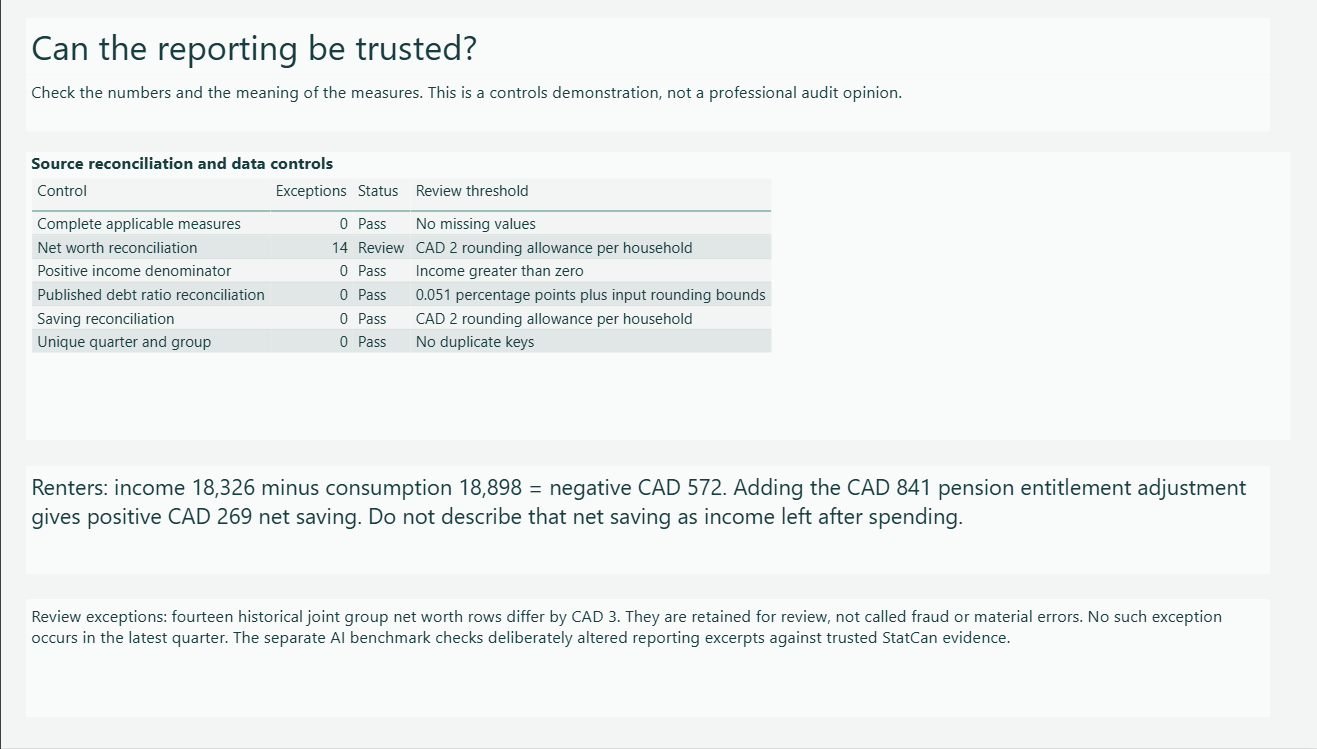 Can the reporting be trusted?
Check the numbers and the meaning of the measures. This is a controls demonstration, not a professional audit opinion.
Source reconciliation and data controls
Control Exceptions Status Review threshold
Complete applicable measures 0 Pass No missing values
Net worth reconciliation 14 Review CAD 2 rounding allowance per household
Positive income denominator 0 Pass Income greater than zero
Published debt ratio reconciliation 0 Pass 0.051 percentage points plus input rounding bounds
Saving reconciliation 0 Pass CAD 2 rounding allowance per household
Unique quarter and group 0 Pass No duplicate keys
Renters: income 18,326 minus consumption 18,898 = negative CAD 572. Adding the CAD 841 pension entitlement adjustment
gives positive CAD 269 net saving. Do not describe that net saving as income left after spending.
Review exceptions: fourteen historical joint group net worth rows differ by CAD 3. They are retained for review, not called fraud or material errors. No such exception
occurs in the latest quarter. The separate AI benchmark checks deliberately altered reporting excerpts against trusted StatCan evidence.